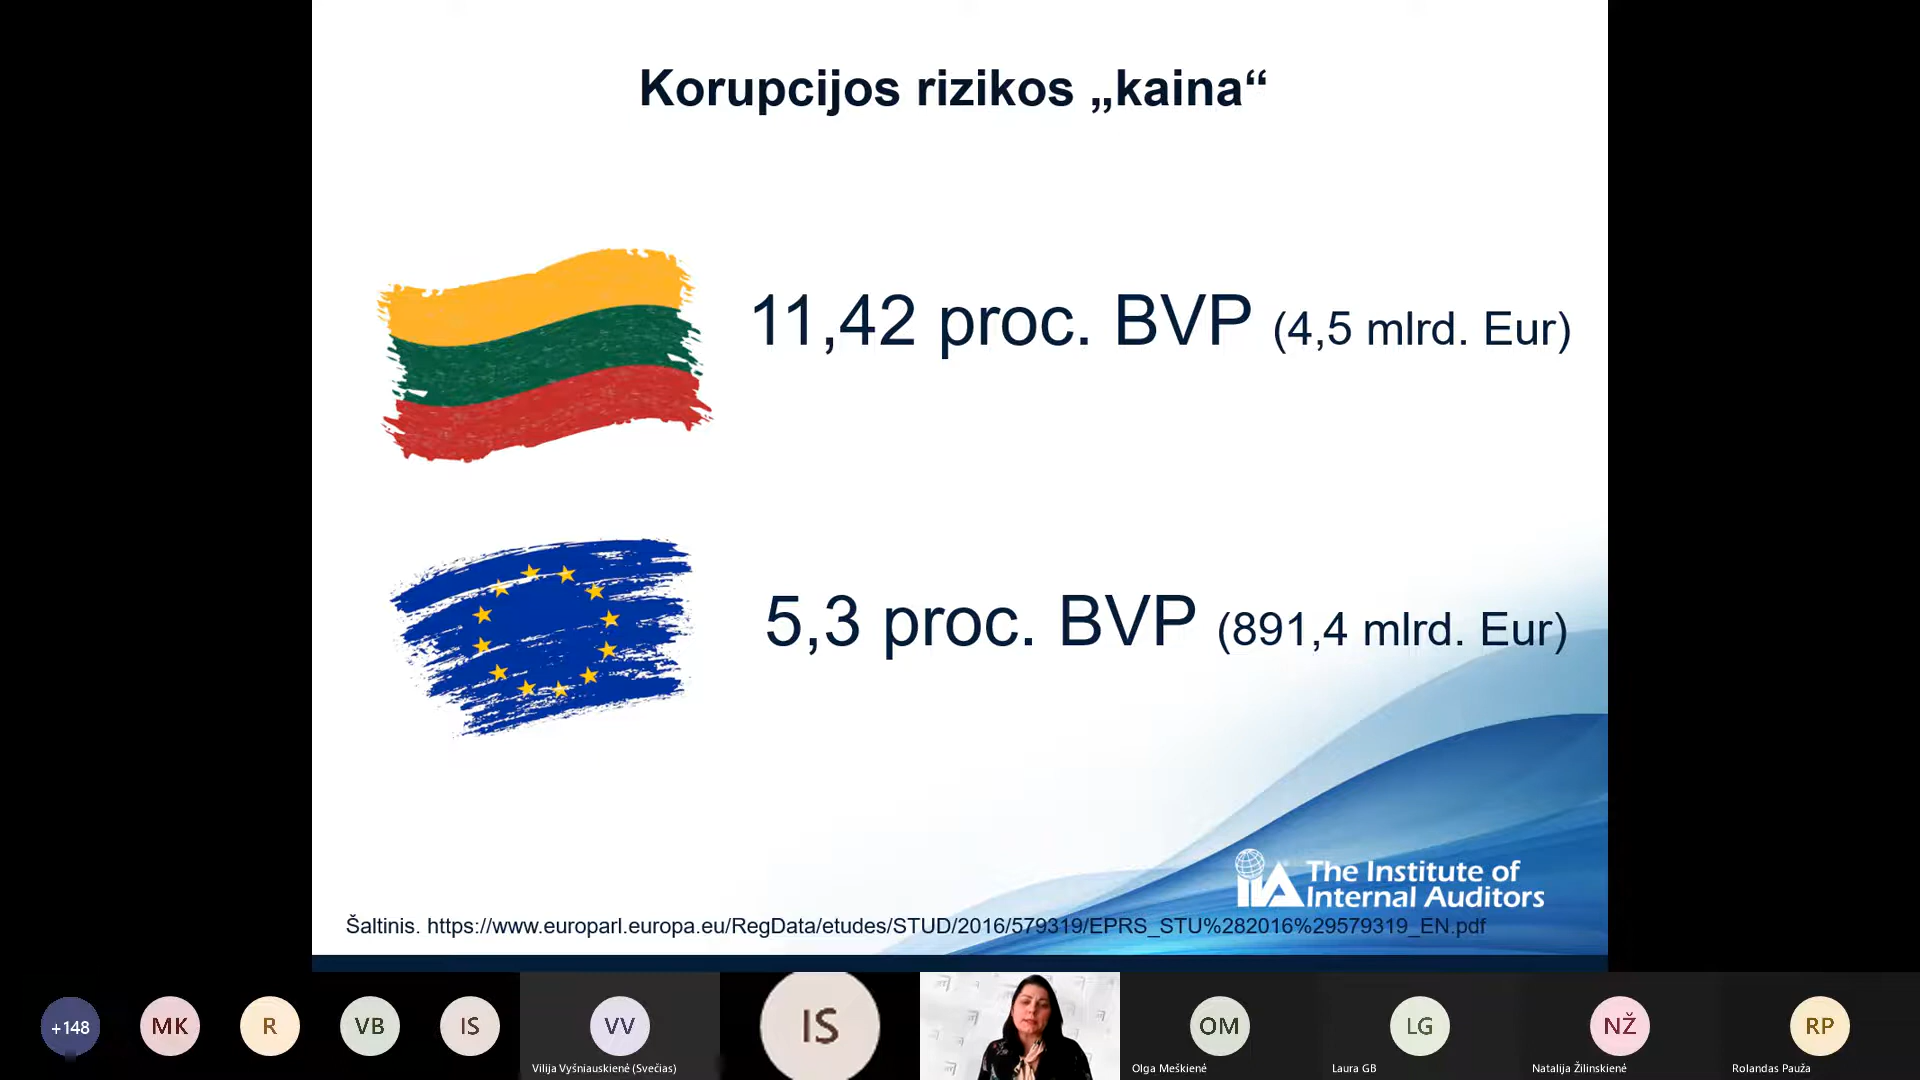 Korupcijos rizikos „kaina“
11,42 proc. BVP (4,5 mlrd. Eur)
5,3 proc. BVP (891,4 mlrd. Eur)
IIA The Institute of
Internal Auditors
Šaltinis. https://www.europarl.europa.eu/RegData/etudes/STUD/2016/579319/EPRS_STU%282016%29579319_EN.pdf
+148
MK
R
VB
IS
VV
IS
OM
LG
NŽ
RP
Vilija Vyšniauskienė (Svečias)
Olga Meškienė
Laura GB
Natalija Žilinskienė
Rolandas Pauža